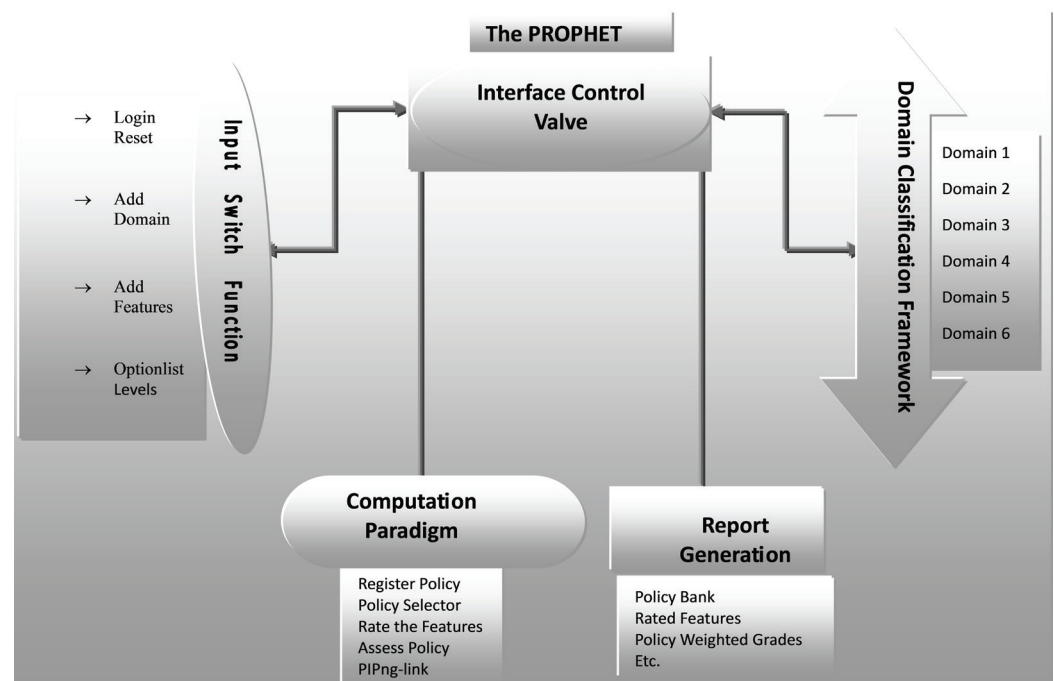 The PROPHET
Interface Control
Valve
Login
Reset
Add
Domain
Add
Features
Optionlist
Levels
Input Switch Function
Domain Classification Framework
Domain 1
Domain 2
Domain 3
Domain 4
Domain 5
Domain 6
Computation
Paradigm
Register Policy
Policy Selector
Rate the Features
Assess Policy
PIPng-link
Report
Generation
Policy Bank
Rated Features
Policy Weighted Grades
Etc.